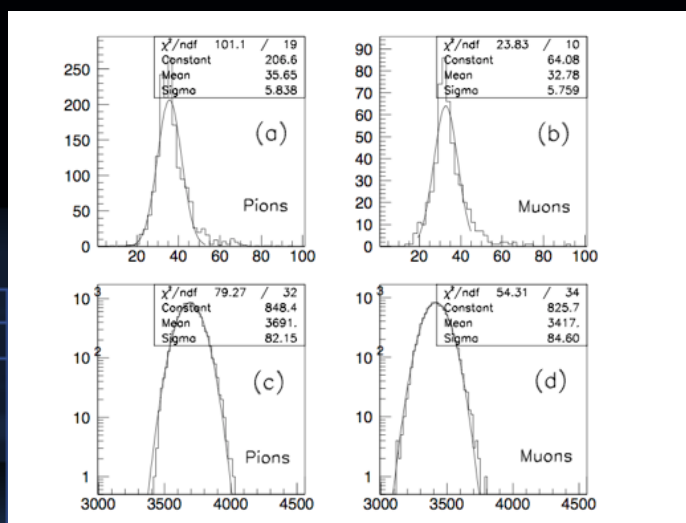 χ²/ndf 101.1 / 19
Constant 206.6
Mean 35.65
Sigma 5.838
250
200
150
100
50
0
(a)
Pions
20 40 60 80 100
χ²/ndf 23.83 / 10
Constant 64.08
Mean 32.78
Sigma 5.759
90
80
70
60
50
40
30
20
10
0
(b)
Muons
20 40 60 80 100
χ²/ndf 79.27 / 32
Constant 848.4
Mean 3691.
Sigma 82.15
10³
10²
10
1
(c)
Pions
3000 3500 4000 4500
χ²/ndf 54.31 / 34
Constant 825.7
Mean 3417.
Sigma 84.60
10³
10²
10
1
(d)
Muons
3000 3500 4000 4500